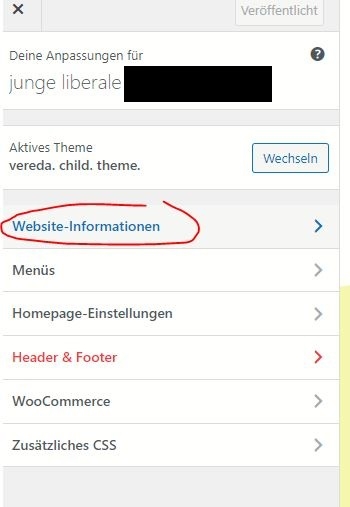 Veröffentlicht
Deine Anpassungen für
junge liberale
Aktives Theme
vereda. child. theme.
Wechseln
Website-Informationen
Menüs
Homepage-Einstellungen
Header & Footer
WooCommerce
Zusätzliches CSS